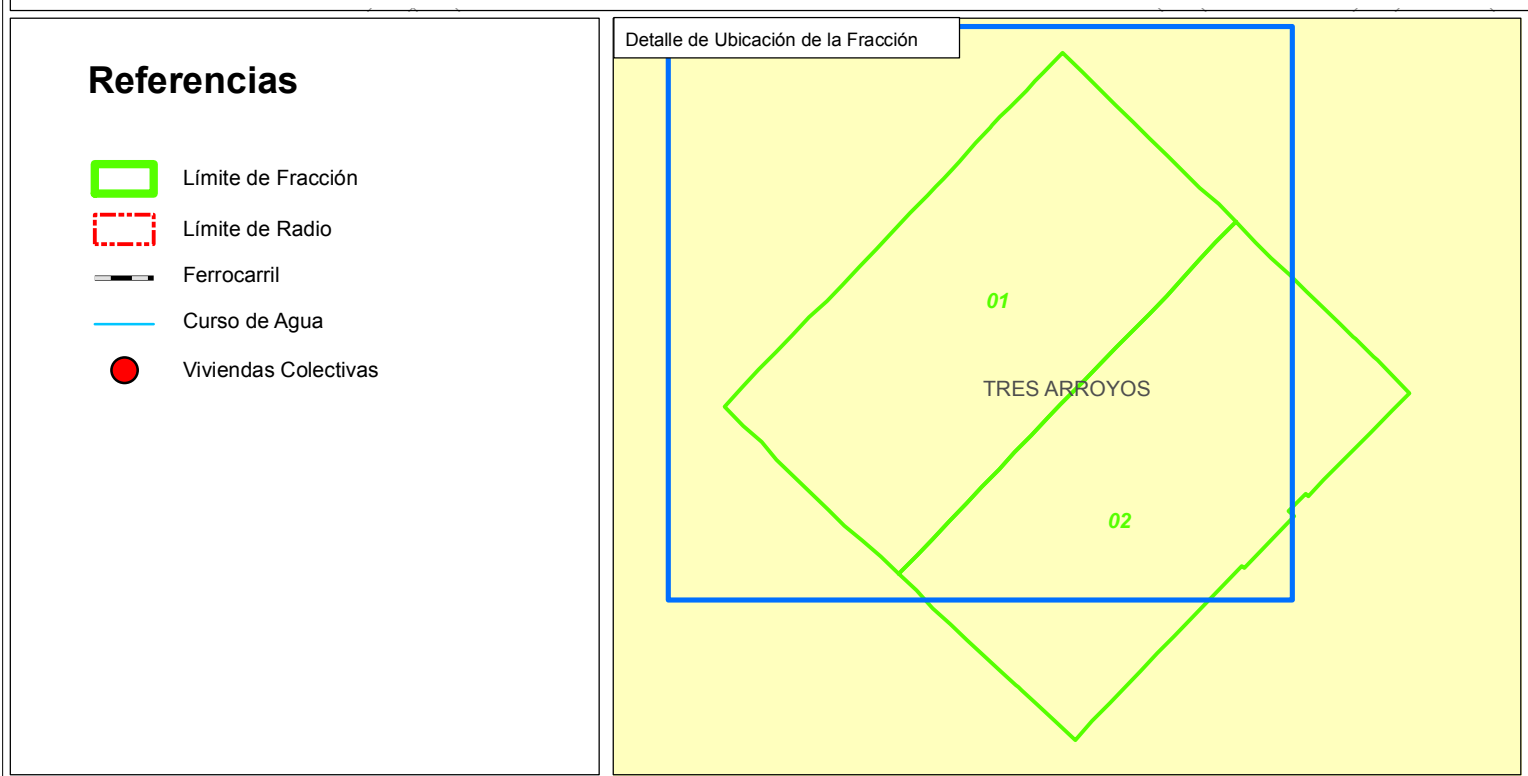 Referencias
Límite de Fracción
Límite de Radio
Ferrocarril
Curso de Agua
Viviendas Colectivas
Detalle de Ubicación de la Fracción
01
TRES ARROYOS
02